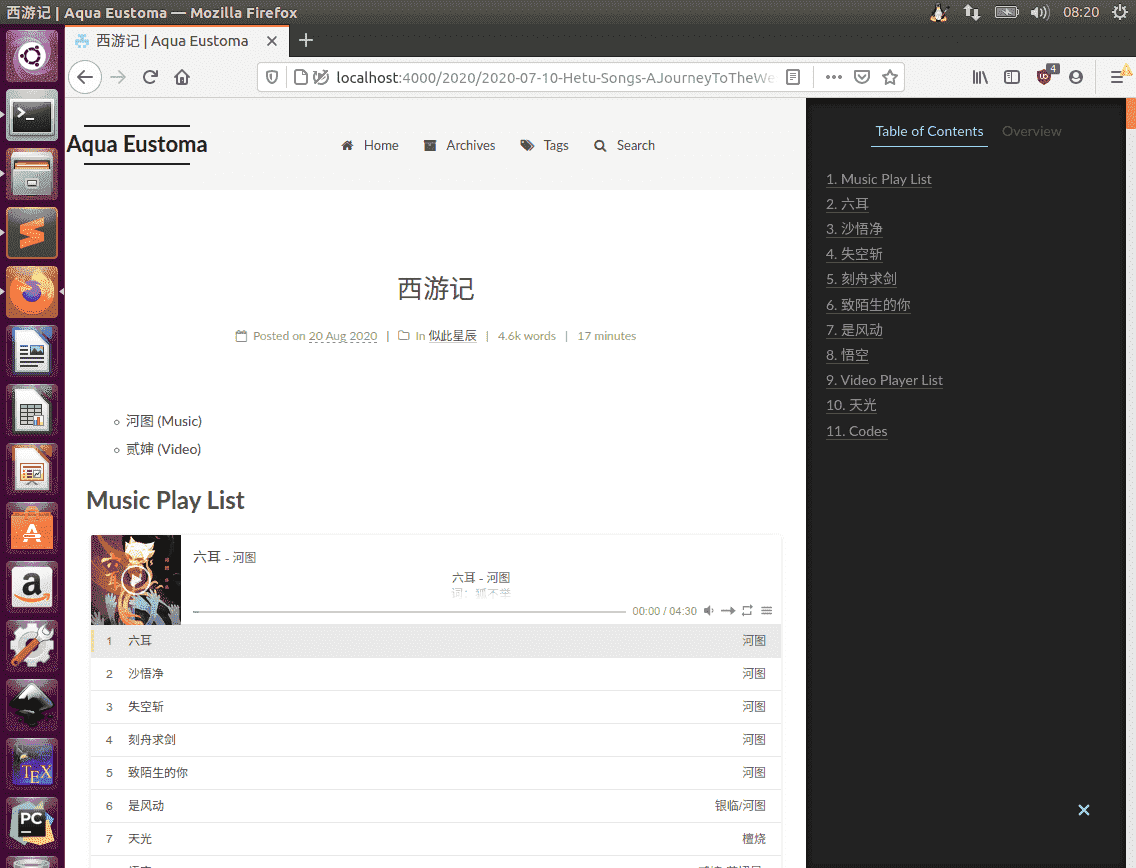 西游记 | Aqua Eustoma — Mozilla Firefox
08:20
西游记 | Aqua Eustoma
localhost:4000/2020/2020-07-10-Hetu-Songs-AJourneyToTheWe
4
Aqua Eustoma
Home
Archives
Tags
Search
西游记
Posted on 20 Aug 2020 | In 似此星辰 | 4.6k words | 17 minutes
河图 (Music)
贰婶 (Video)
Music Play List
六耳 - 河图
六耳 - 河图
词：狐不举
00:00 / 04:30
1 六耳 河图
2 沙悟净 河图
3 失空斩 河图
4 刻舟求剑 河图
5 致陌生的你 河图
6 是风动 银临/河图
7 天光 檀烧
Table of Contents
Overview
1. Music Play List
2. 六耳
3. 沙悟净
4. 失空斩
5. 刻舟求剑
6. 致陌生的你
7. 是风动
8. 悟空
9. Video Player List
10. 天光
11. Codes